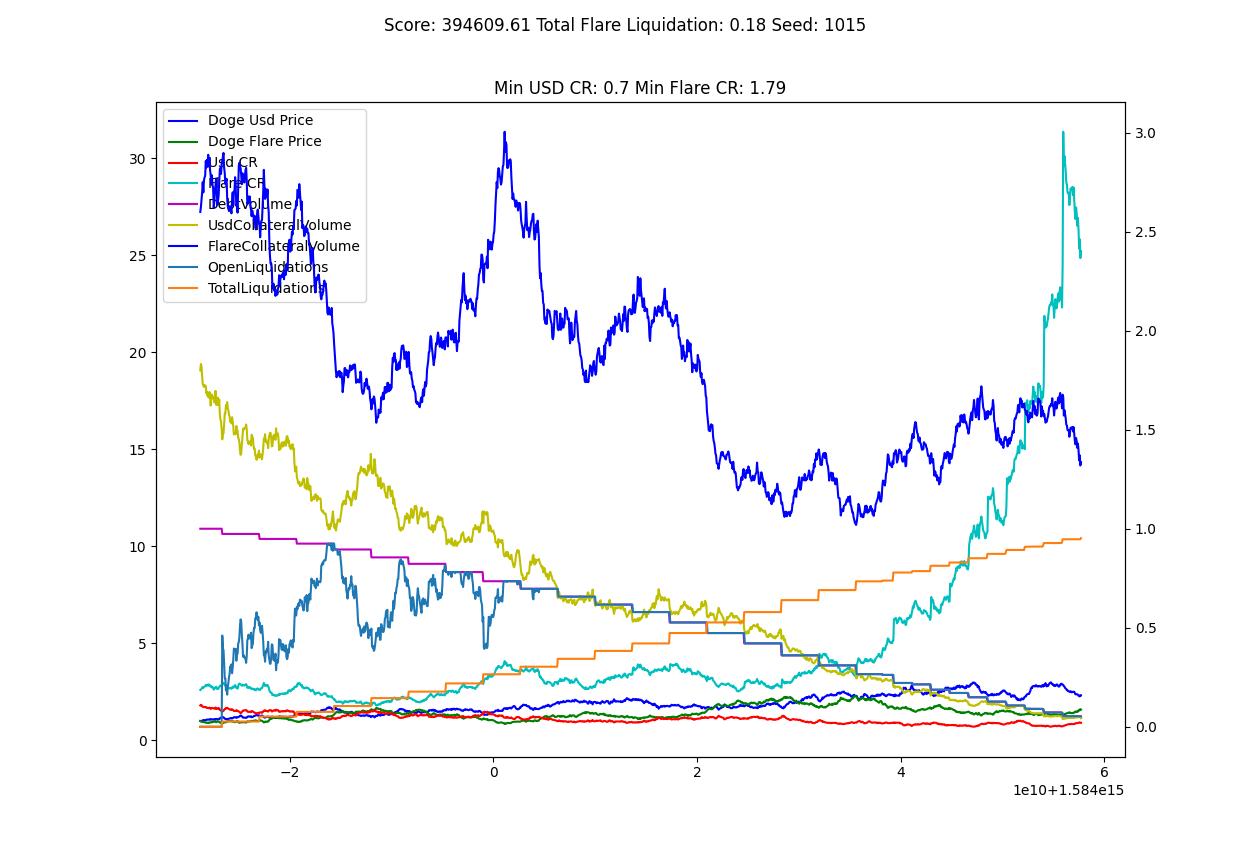 Score: 394609.61 Total Flare Liquidation: 0.18 Seed: 1015
Min USD CR: 0.7 Min Flare CR: 1.79
Doge Usd Price
Doge Flare Price
Usd CR
Flare CR
DebtVolume
UsdCollateralVolume
FlareCollateralVolume
OpenLiquidations
TotalLiquidations
30
25
20
15
10
5
0
3.0
2.5
2.0
1.5
1.0
0.5
0.0
−2 0 2 4 6
1e10+1.584e15